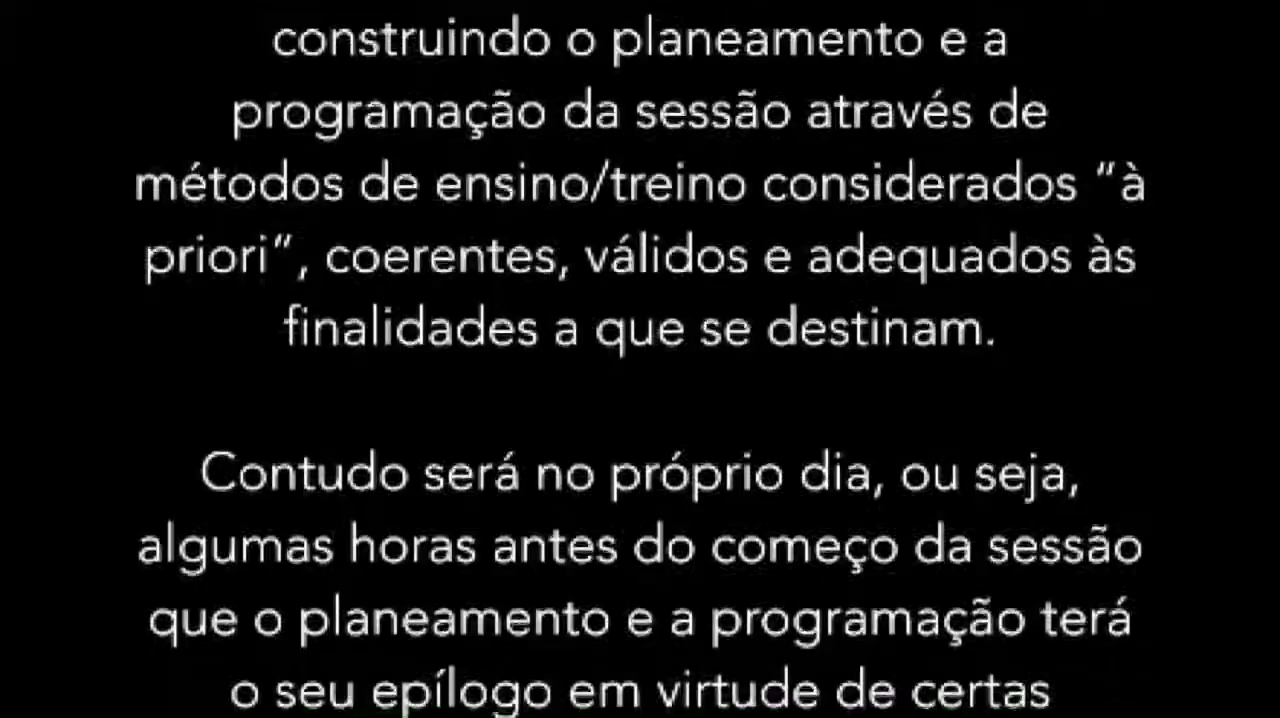 construindo o planeamento e a
programação da sessão através de
métodos de ensino/treino considerados “à
priori”, coerentes, válidos e adequados às
finalidades a que se destinam.
Contudo será no próprio dia, ou seja,
algumas horas antes do começo da sessão
que o planeamento e a programação terá
o seu epílogo em virtude de certas